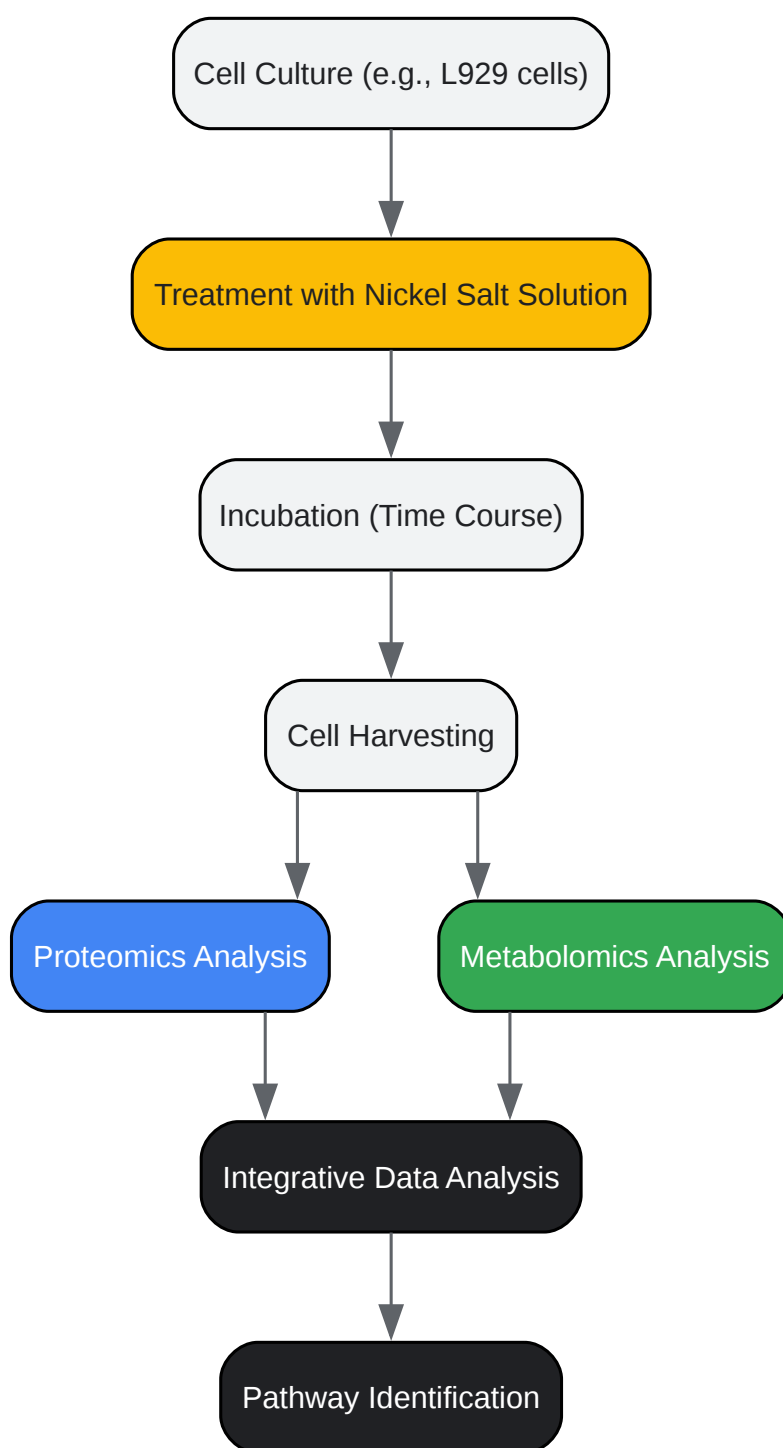 Cell Culture (e.g., L929 cells)
Treatment with Nickel Salt Solution
Incubation (Time Course)
Cell Harvesting
Proteomics Analysis
Metabolomics Analysis
Integrative Data Analysis
Pathway Identification